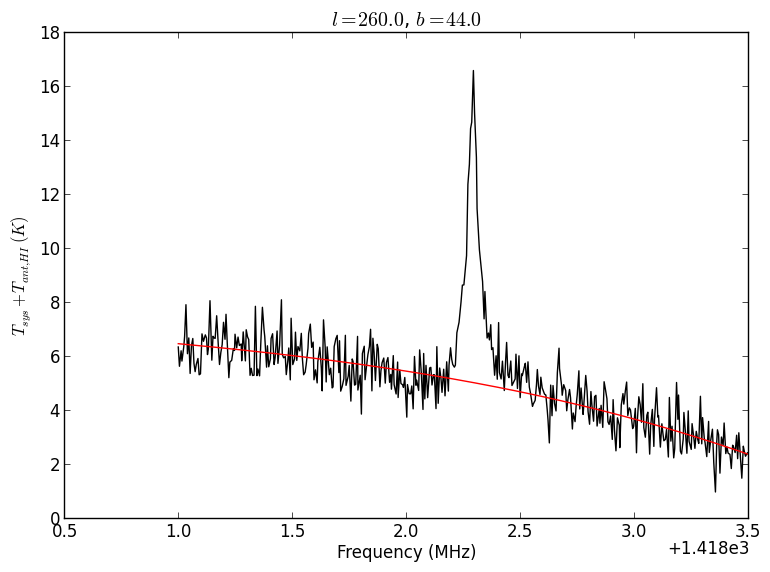 l = 260.0, b = 44.0
18
16
14
12
10
8
6
4
2
0
T_sys + T_ant,HI (K)
0.5 1.0 1.5 2.0 2.5 3.0 3.5
Frequency (MHz)
+1.418e3